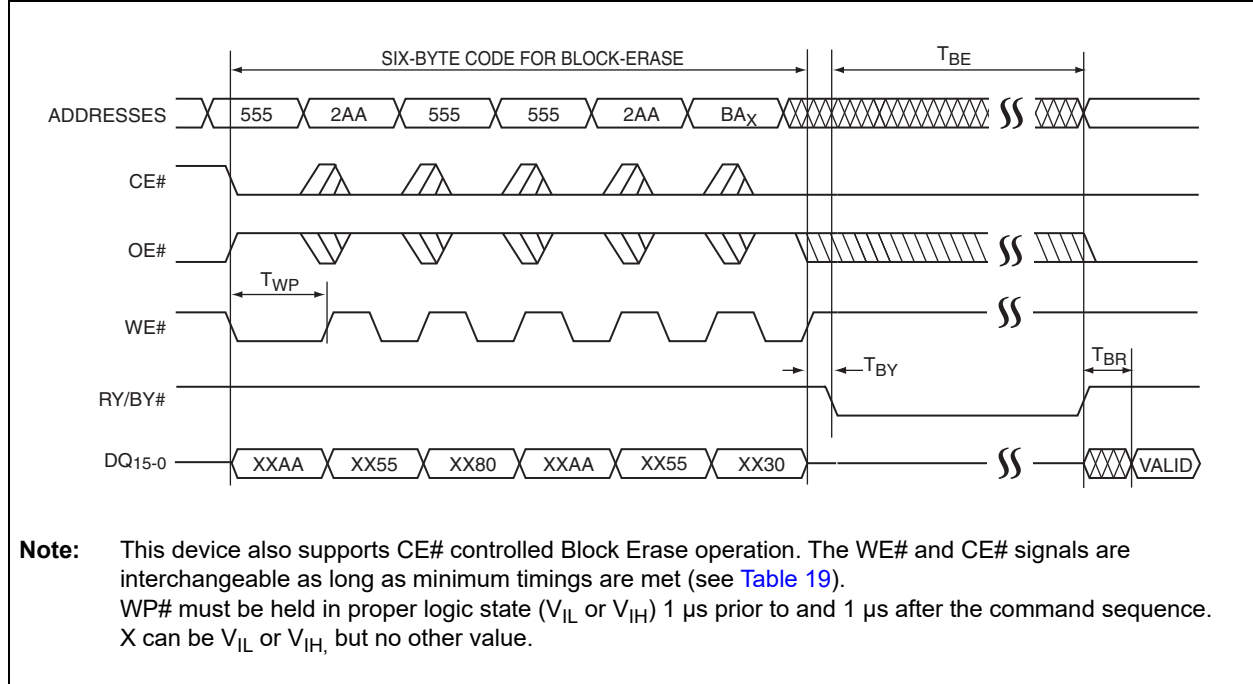 SIX-BYTE CODE FOR BLOCK-ERASE TBE
ADDRESSES 555 2AA 555 555 2AA BAX
CE#
OE#
TWP
WE#
TBY TBR
RY/BY#
DQ15-0 XXAA XX55 XX80 XXAA XX55 XX30 VALID
Note: This device also supports CE# controlled Block Erase operation. The WE# and CE# signals are
interchangeable as long as minimum timings are met (see Table 19).
WP# must be held in proper logic state (VIL or VIH) 1 µs prior to and 1 µs after the command sequence.
X can be VIL or VIH, but no other value.